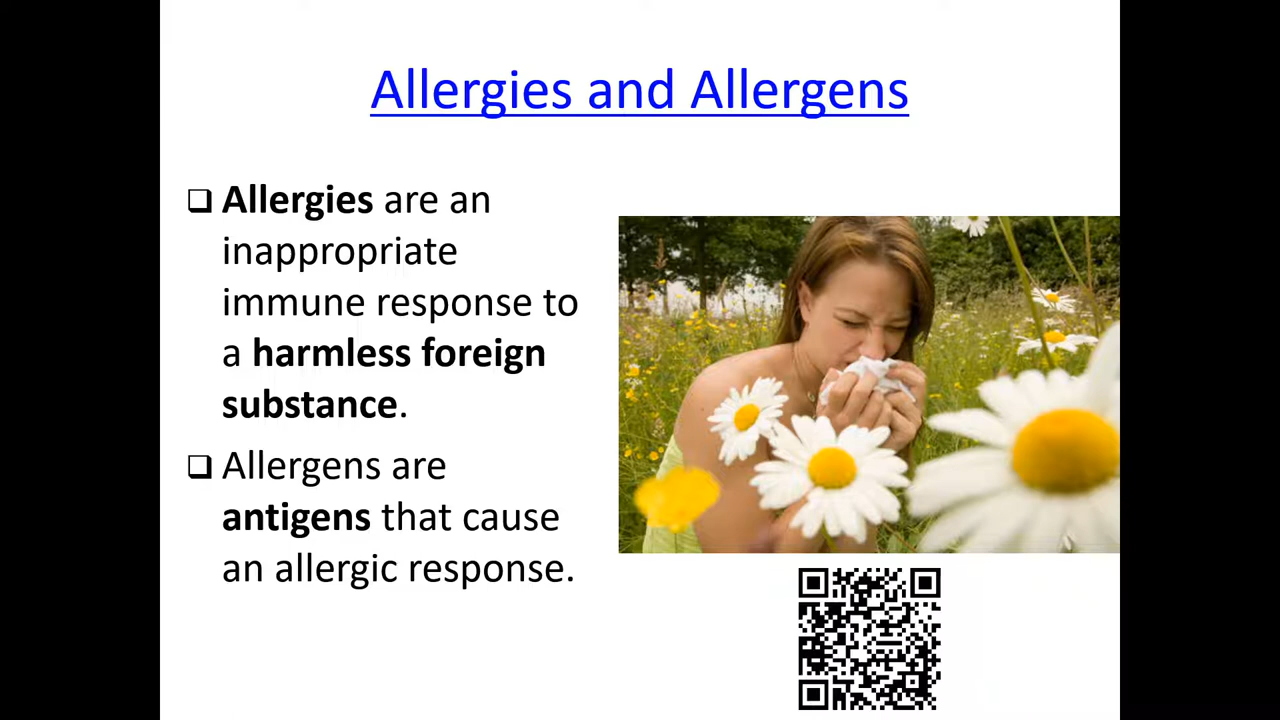 Allergies and Allergens
Allergies are an
inappropriate
immune response to
a harmless foreign
substance.
Allergens are
antigens that cause
an allergic response.